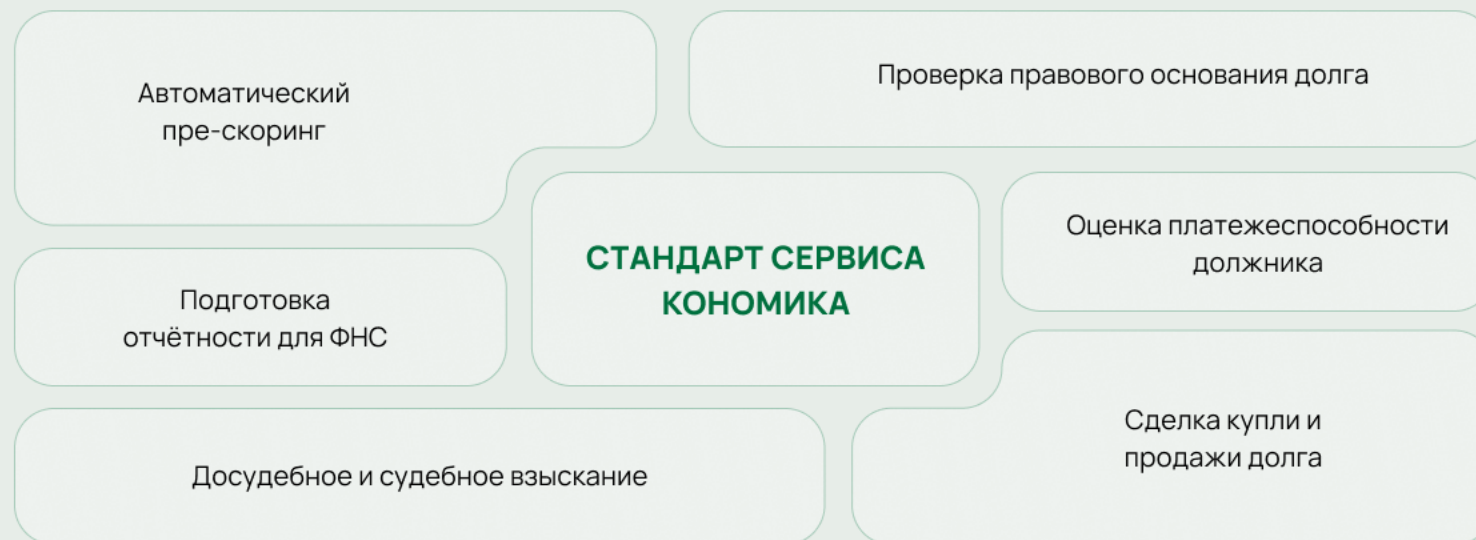 Автоматический
пре-скоринг
Проверка правового основания долга
СТАНДАРТ СЕРВИСА
КОНОМИКА
Оценка платежеспособности
должника
Подготовка
отчётности для ФНС
Сделка купли и
продажи долга
Досудебное и судебное взыскание